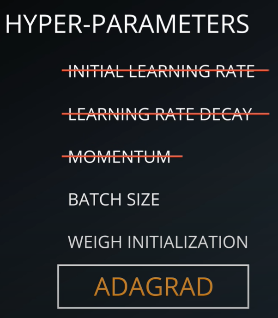 HYPER-PARAMETERS
INITIAL LEARNING RATE
LEARNING RATE DECAY
MOMENTUM
BATCH SIZE
WEIGH INITIALIZATION
ADAGRAD